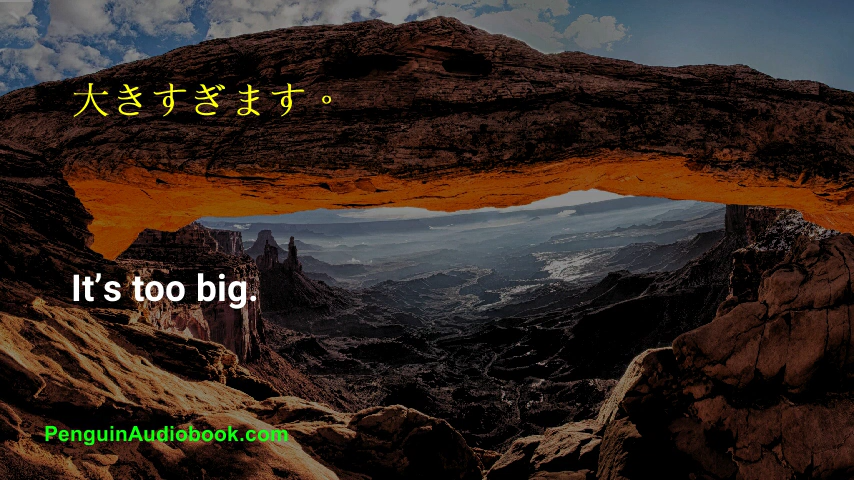 大きすぎます。
It’s too big.
PenguinAudiobook.com